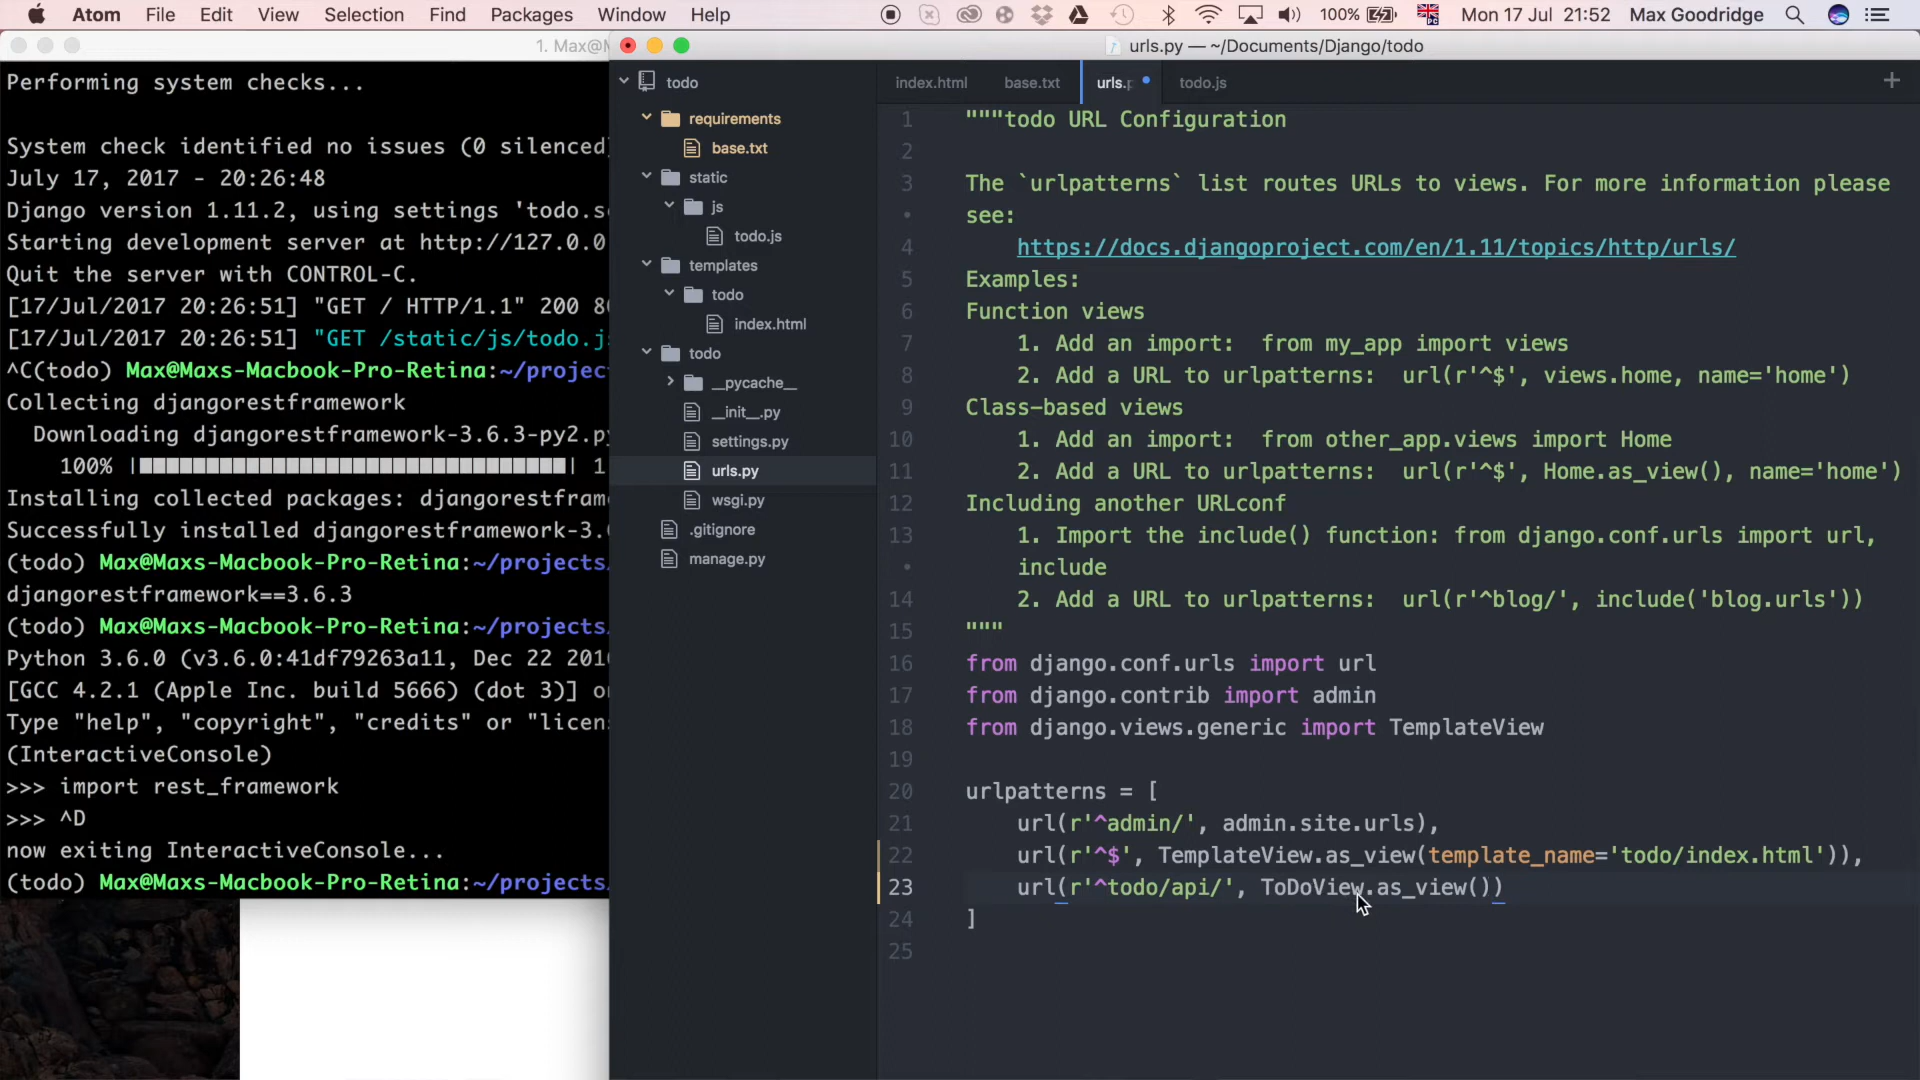 Atom File Edit View Selection Find Packages Window Help 100% Mon 17 Jul 21:52 Max Goodridge
1. Max@M
Performing system checks...
System check identified no issues (0 silenced)
July 17, 2017 - 20:26:48
Django version 1.11.2, using settings 'todo.s
Starting development server at http://127.0.0
Quit the server with CONTROL-C.
[17/Jul/2017 20:26:51] "GET / HTTP/1.1" 200 8
[17/Jul/2017 20:26:51] "GET /static/js/todo.j
^C(todo) Max@Maxs-Macbook-Pro-Retina:~/projec
Collecting djangorestframework
Downloading djangorestframework-3.6.3-py2.p
100% | | 1
Installing collected packages: djangorestfram
Successfully installed djangorestframework-3.
(todo) Max@Maxs-Macbook-Pro-Retina:~/projects
djangorestframework==3.6.3
(todo) Max@Maxs-Macbook-Pro-Retina:~/projects
Python 3.6.0 (v3.6.0:41df79263a11, Dec 22 201
[GCC 4.2.1 (Apple Inc. build 5666) (dot 3)] o
Type "help", "copyright", "credits" or "licen
(InteractiveConsole)
>>> import rest_framework
>>> ^D
now exiting InteractiveConsole...
(todo) Max@Maxs-Macbook-Pro-Retina:~/projects
urls.py — ~/Documents/Django/todo
todo
requirements
base.txt
static
js
todo.js
templates
todo
index.html
todo
__pycache__
__init__.py
settings.py
urls.py
wsgi.py
.gitignore
manage.py
index.html base.txt urls.p todo.js
1 """todo URL Configuration
2
3 The `urlpatterns` list routes URLs to views. For more information please
• see:
4 https://docs.djangoproject.com/en/1.11/topics/http/urls/
5 Examples:
6 Function views
7 1. Add an import:  from my_app import views
8 2. Add a URL to urlpatterns:  url(r'^$', views.home, name='home')
9 Class-based views
10 1. Add an import:  from other_app.views import Home
11 2. Add a URL to urlpatterns:  url(r'^$', Home.as_view(), name='home')
12 Including another URLconf
13 1. Import the include() function: from django.conf.urls import url,
• include
14 2. Add a URL to urlpatterns:  url(r'^blog/', include('blog.urls'))
15 """
16 from django.conf.urls import url
17 from django.contrib import admin
18 from django.views.generic import TemplateView
19
20 urlpatterns = [
21 url(r'^admin/', admin.site.urls),
22 url(r'^$', TemplateView.as_view(template_name='todo/index.html')),
23 url(r'^todo/api/', ToDoView.as_view())
24 ]
25